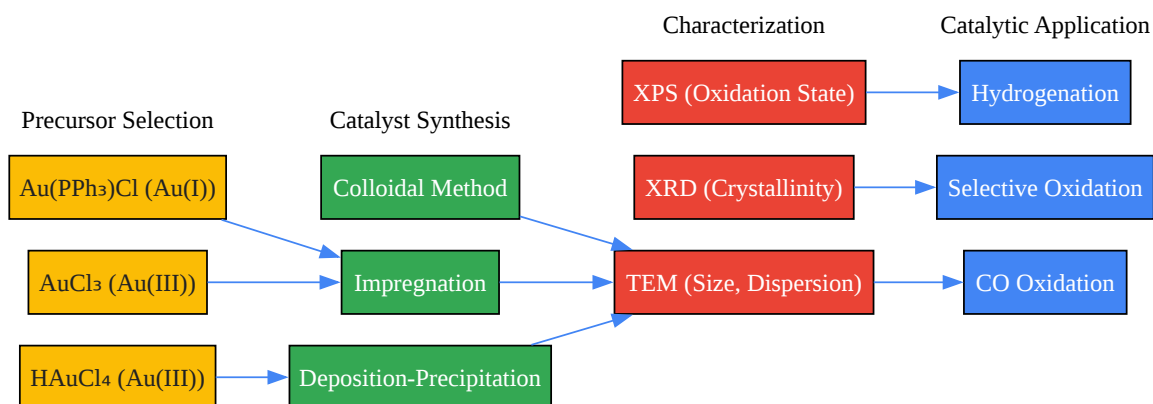 Characterization
Catalytic Application
XPS (Oxidation State)
Hydrogenation
Precursor Selection
Catalyst Synthesis
Au(PPh₃)Cl (Au(I))
Colloidal Method
XRD (Crystallinity)
Selective Oxidation
AuCl₃ (Au(III))
Impregnation
TEM (Size, Dispersion)
CO Oxidation
HAuCl₄ (Au(III))
Deposition-Precipitation